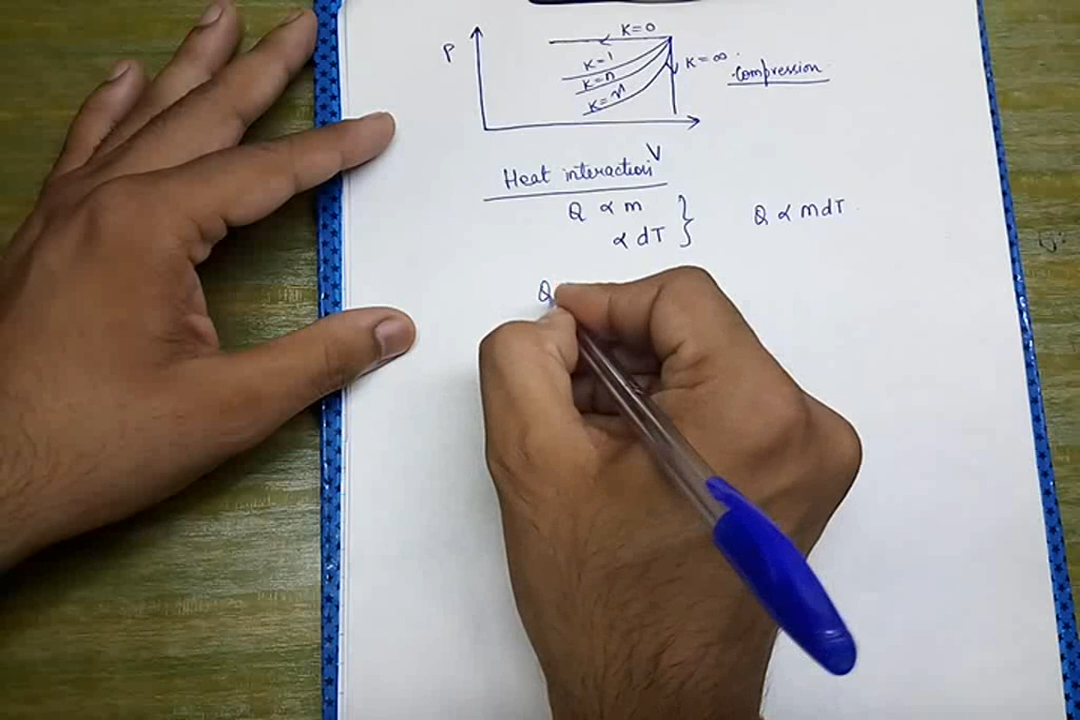 P
K=0
K=1
K=n
K=γ
K=∞
Compression
V
Heat interaction
Q ∝ m
∝ dT
Q ∝ mdT.
Q